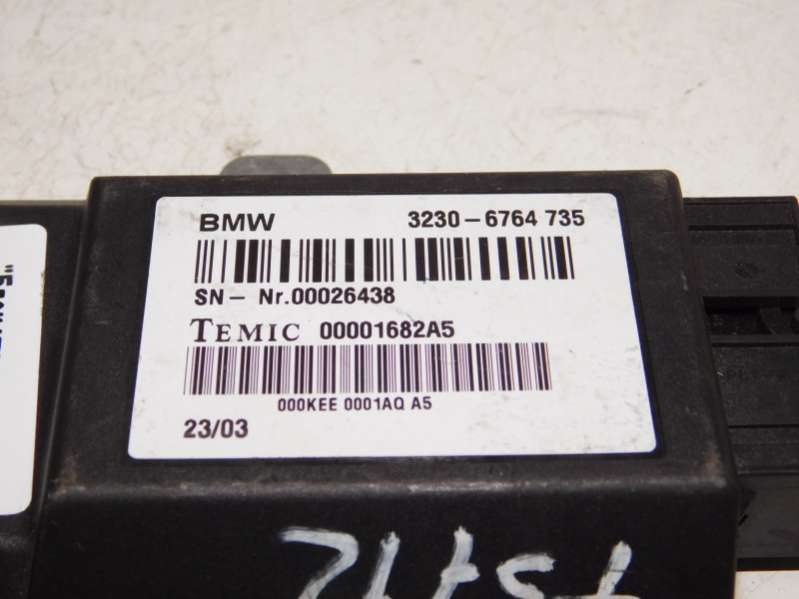 BMW 3230-6764 735
SN- Nr.00026438
TEMIC 00001682A5
000KEE 0001AQ A5
23/03